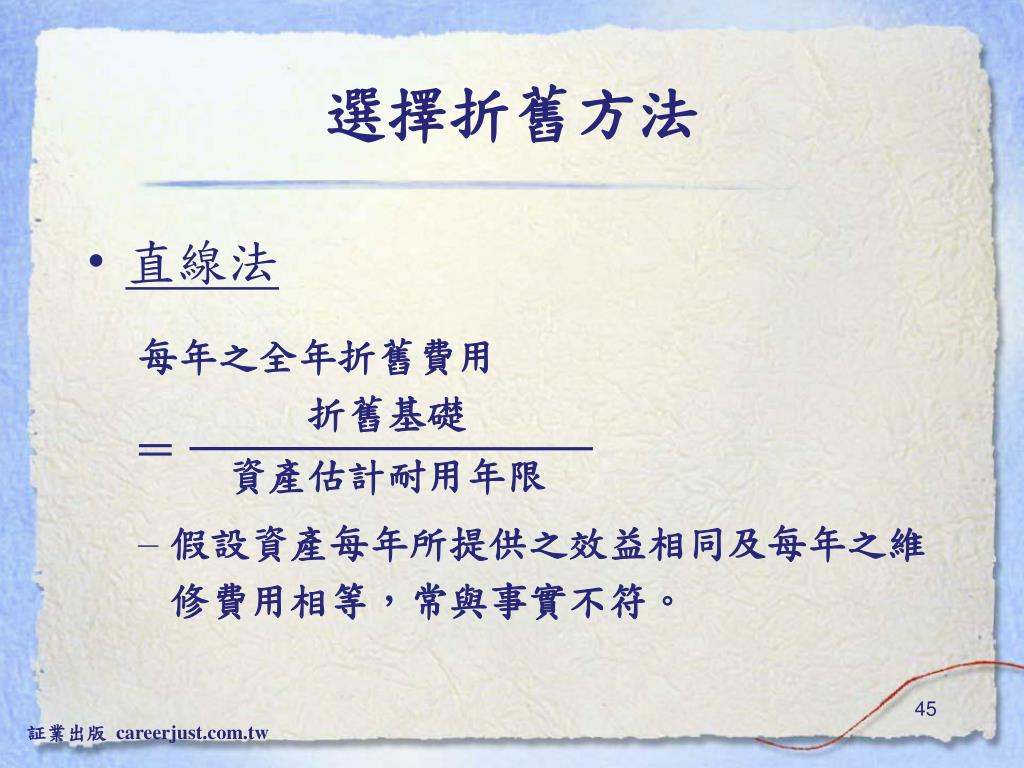 選擇折舊方法
• 直線法
每年之全年折舊費用
折舊基礎
＝
資產估計耐用年限
– 假設資產每年所提供之效益相同及每年之維
修費用相等，常與事實不符。
45
証業出版 careerjust.com.tw